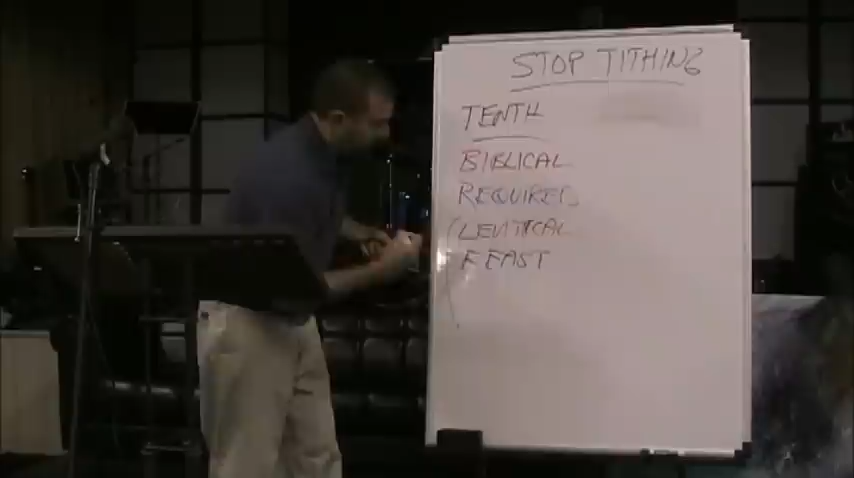 STOP TITHING
TENTH
BIBLICAL
REQUIRED
(LEVITICAL
FEAST